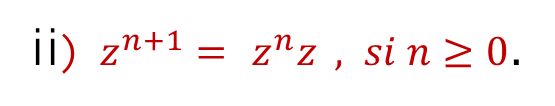 ii) zⁿ⁺¹ = zⁿz , si n ≥ 0.